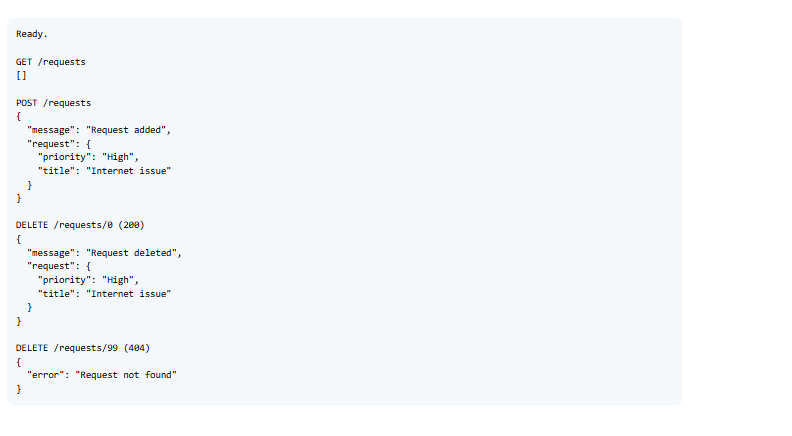 Ready.

GET /requests
[]

POST /requests
{
  "message": "Request added",
  "request": {
    "priority": "High",
    "title": "Internet issue"
  }
}

DELETE /requests/0 (200)
{
  "message": "Request deleted",
  "request": {
    "priority": "High",
    "title": "Internet issue"
  }
}

DELETE /requests/99 (404)
{
  "error": "Request not found"
}